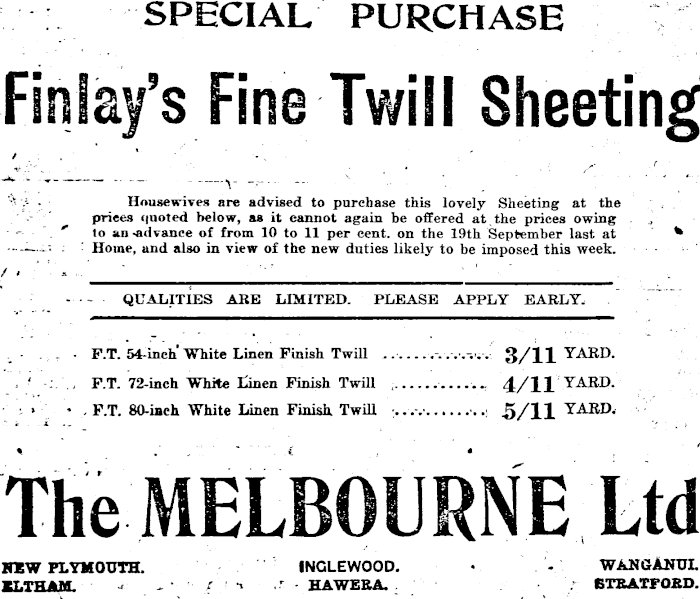 SPECIAL PURCHASE
Finlay's Fine Twill Sheeting
Housewives are advised to purchase this lovely Sheeting at the
prices quoted below, as it cannot again be offered at the prices owing
to an advance of from 10 to 11 per cent. on the 19th September last at
Home, and also in view of the new duties likely to be imposed this week.
QUALITIES ARE LIMITED. PLEASE APPLY EARLY.
F.T. 54-inch White Linen Finish Twill ............ 3/11 YARD.
F.T. 72-inch White Linen Finish Twill ............ 4/11 YARD.
F.T. 80-inch White Linen Finish Twill ............ 5/11 YARD.
The MELBOURNE Ltd
NEW PLYMOUTH. INGLEWOOD. WANGANUI.
ELTHAM. HAWERA. STRATFORD.